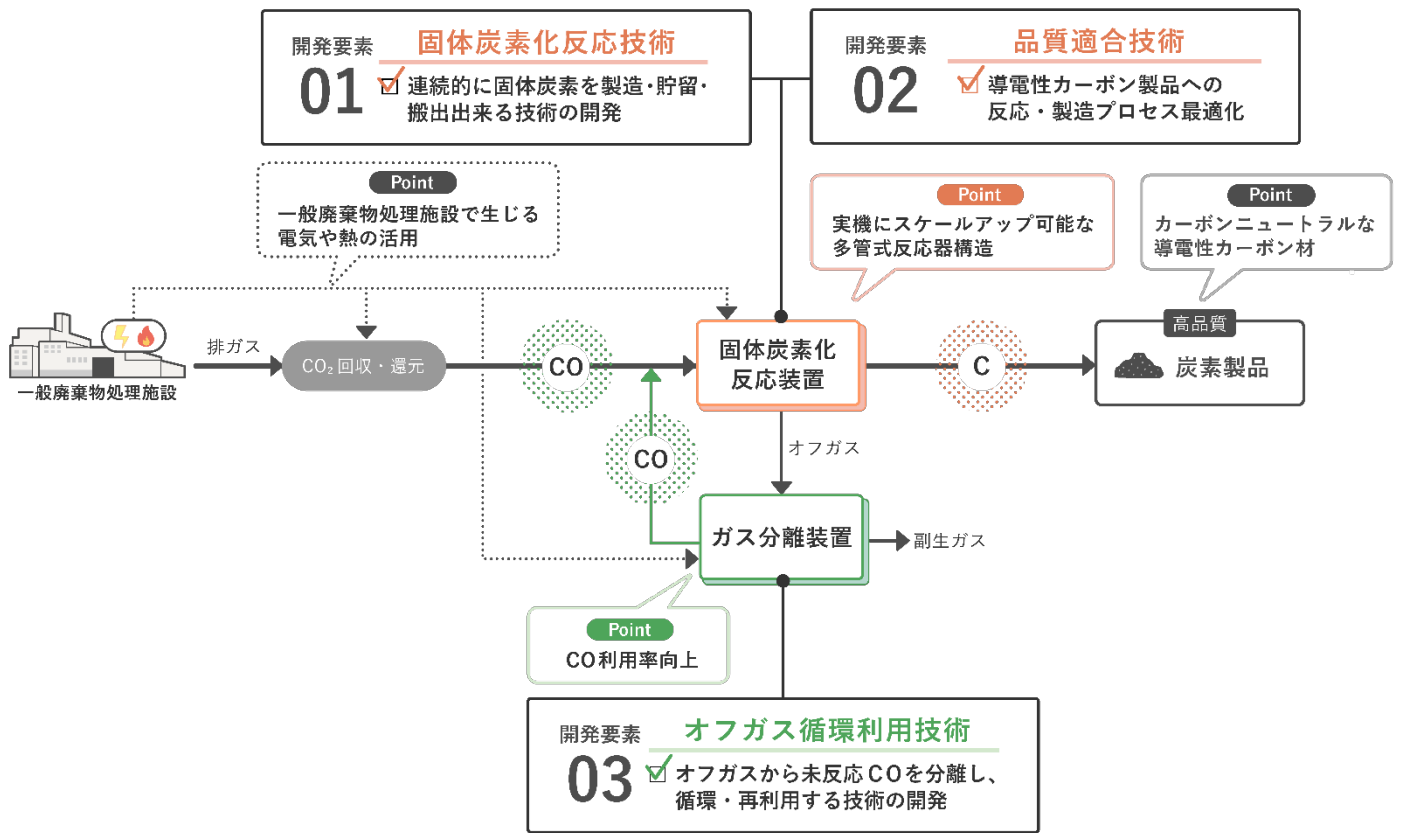 開発要素
01
固体炭素化反応技術
連続的に固体炭素を製造・貯留・
搬出出来る技術の開発
開発要素
02
品質適合技術
導電性カーボン製品への
反応・製造プロセス最適化
Point
一般廃棄物処理施設で生じる
電気や熱の活用
Point
実機にスケールアップ可能な
多管式反応器構造
Point
カーボンニュートラルな
導電性カーボン材
一般廃棄物処理施設
排ガス
CO₂回収・還元
CO
固体炭素化
反応装置
C
高品質
炭素製品
CO
オフガス
ガス分離装置
副生ガス
Point
CO利用率向上
開発要素
03
オフガス循環利用技術
オフガスから未反応COを分離し、
循環・再利用する技術の開発